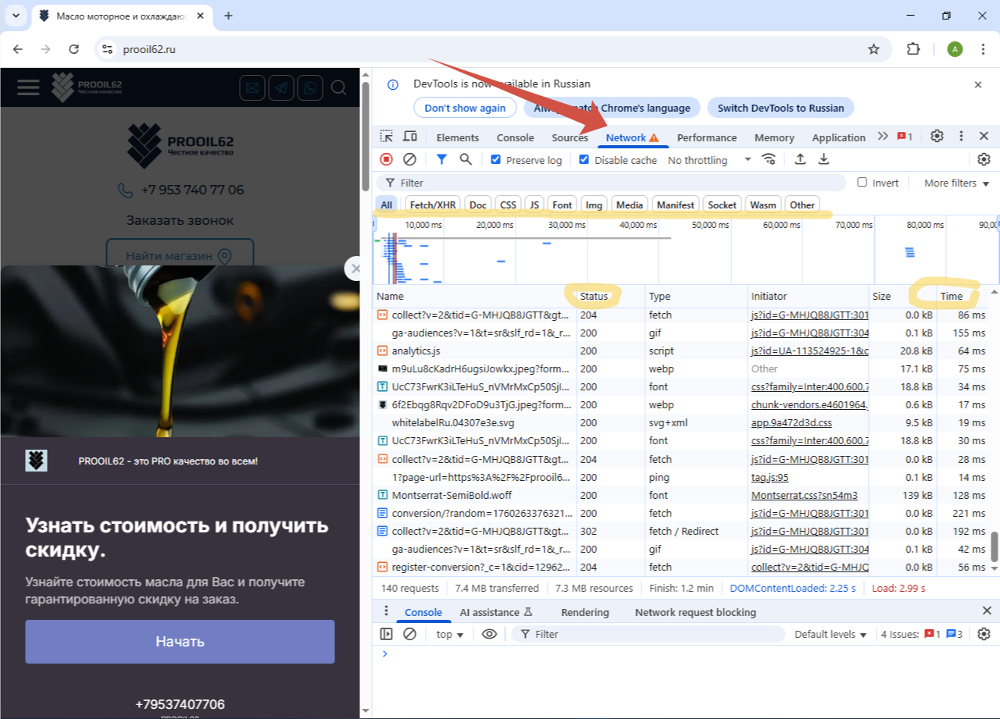 Масло моторное и охлаждаю
prooil62.ru
A
PROOIL62
Честное качество
PROOIL62
Честное качество
+7 953 740 77 06
Заказать звонок
Найти магазин
PROOIL62 - это PRO качество во всем!
Узнать стоимость и получить
скидку.
Узнайте стоимость масла для Вас и получите
гарантированную скидку на заказ.
Начать
+79537407706
DevTools is now available in Russian
Don't show again
Always match Chrome's language
Switch DevTools to Russian
Elements Console Sources Network Performance Memory Application 1
Preserve log Disable cache No throttling
Filter Invert More filters
All Fetch/XHR Doc CSS JS Font Img Media Manifest Socket Wasm Other
10,000 ms 20,000 ms 30,000 ms 40,000 ms 50,000 ms 60,000 ms 70,000 ms 80,000 ms 90,00
Name Status Type Initiator Size Time
collect?v=2&tid=G-MHJQB8JGTT&gt... 204 fetch js?id=G-MHJQB8JGTT:301 0.0 kB 86 ms
ga-audiences?v=1&t=sr&slf_rd=1&_r... 200 gif js?id=G-MHJQB8JGTT:304 0.1 kB 155 ms
analytics.js 200 script js?id=UA-113524925-1&c 20.8 kB 64 ms
m9uLu8cKadrH6ugsiJowkx.jpeg?form... 200 webp Other 17.1 kB 75 ms
UcC73FwrK3iLTeHuS_nVMrMxCp50SjI... 200 font css?family=Inter:400,600,7 18.8 kB 34 ms
6f2Ebqg8Rqv2DFoD9u3TjG.jpeg?form... 200 webp chunk-vendors.e4601964. 0.6 kB 17 ms
whitelabelRu.04307e3e.svg 200 svg+xml app.9a472d3d.css 9.5 kB 19 ms
UcC73FwrK3iLTeHuS_nVMrMxCp50SjI... 200 font css?family=Inter:400,600,7 18.8 kB 30 ms
collect?v=2&tid=G-MHJQB8JGTT&gt... 204 fetch js?id=G-MHJQB8JGTT:301 0.0 kB 28 ms
1?page-url=https%3A%2F%2Fprooil6... 200 ping tag.js:95 0.1 kB 14 ms
Montserrat-SemiBold.woff 200 font Montserrat.css?sn54m3 139 kB 128 ms
conversion/?random=1760263376321... 200 fetch js?id=G-MHJQB8JGTT:301 0.0 kB 221 ms
collect?v=2&tid=G-MHJQB8JGTT&gt... 302 fetch / Redirect js?id=G-MHJQB8JGTT:301 0.0 kB 192 ms
ga-audiences?v=1&t=sr&slf_rd=1&_r... 200 gif js?id=G-MHJQB8JGTT:304 0.1 kB 42 ms
register-conversion?_c=1&cid=12962... 204 fetch collect?v=2&tid=G-MHJQ 0.0 kB 56 ms
140 requests 7.4 MB transferred 7.3 MB resources Finish: 1.2 min DOMContentLoaded: 2.25 s Load: 2.99 s
Console AI assistance Rendering Network request blocking
top Filter Default levels 4 Issues: 1 3